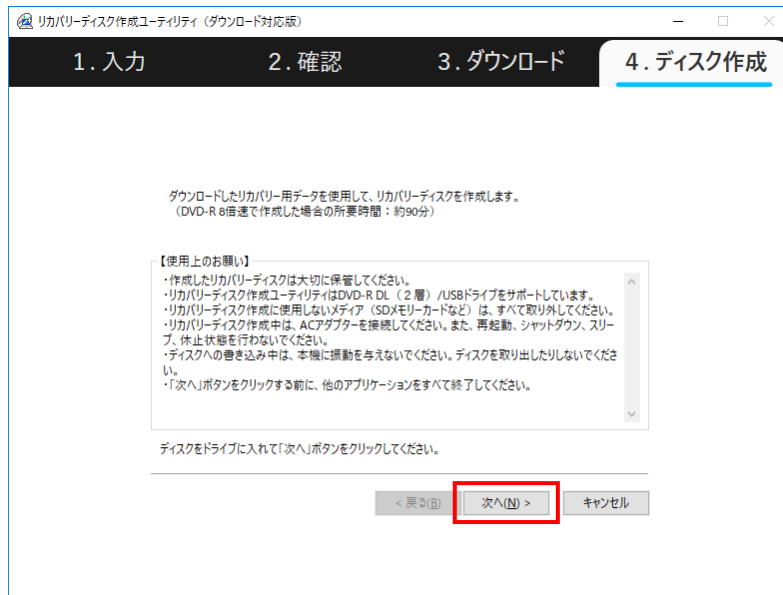 リカバリーディスク作成ユーティリティ（ダウンロード対応版）
1.入力 2.確認 3.ダウンロード 4.ディスク作成
ダウンロードしたリカバリー用データを使用して、リカバリーディスクを作成します。
（DVD-R 8倍速で作成した場合の所要時間：約90分）
【使用上のお願い】
・作成したリカバリーディスクは大切に保管してください。
・リカバリーディスク作成ユーティリティはDVD-R DL（２層）/USBドライブをサポートしています。
・リカバリーディスク作成に使用しないメディア（SDメモリーカードなど）は、すべて取り外してください。
・リカバリーディスク作成中は、ACアダプターを接続してください。また、再起動、シャットダウン、スリー
プ、休止状態を行わないでください。
・ディスクへの書き込み中は、本機に振動を与えないでください。ディスクを取り出したりしないでくださ
い。
・「次へ」ボタンをクリックする前に、他のアプリケーションをすべて終了してください。
ディスクをドライブに入れて「次へ」ボタンをクリックしてください。
< 戻る(B) 次へ(N) > キャンセル